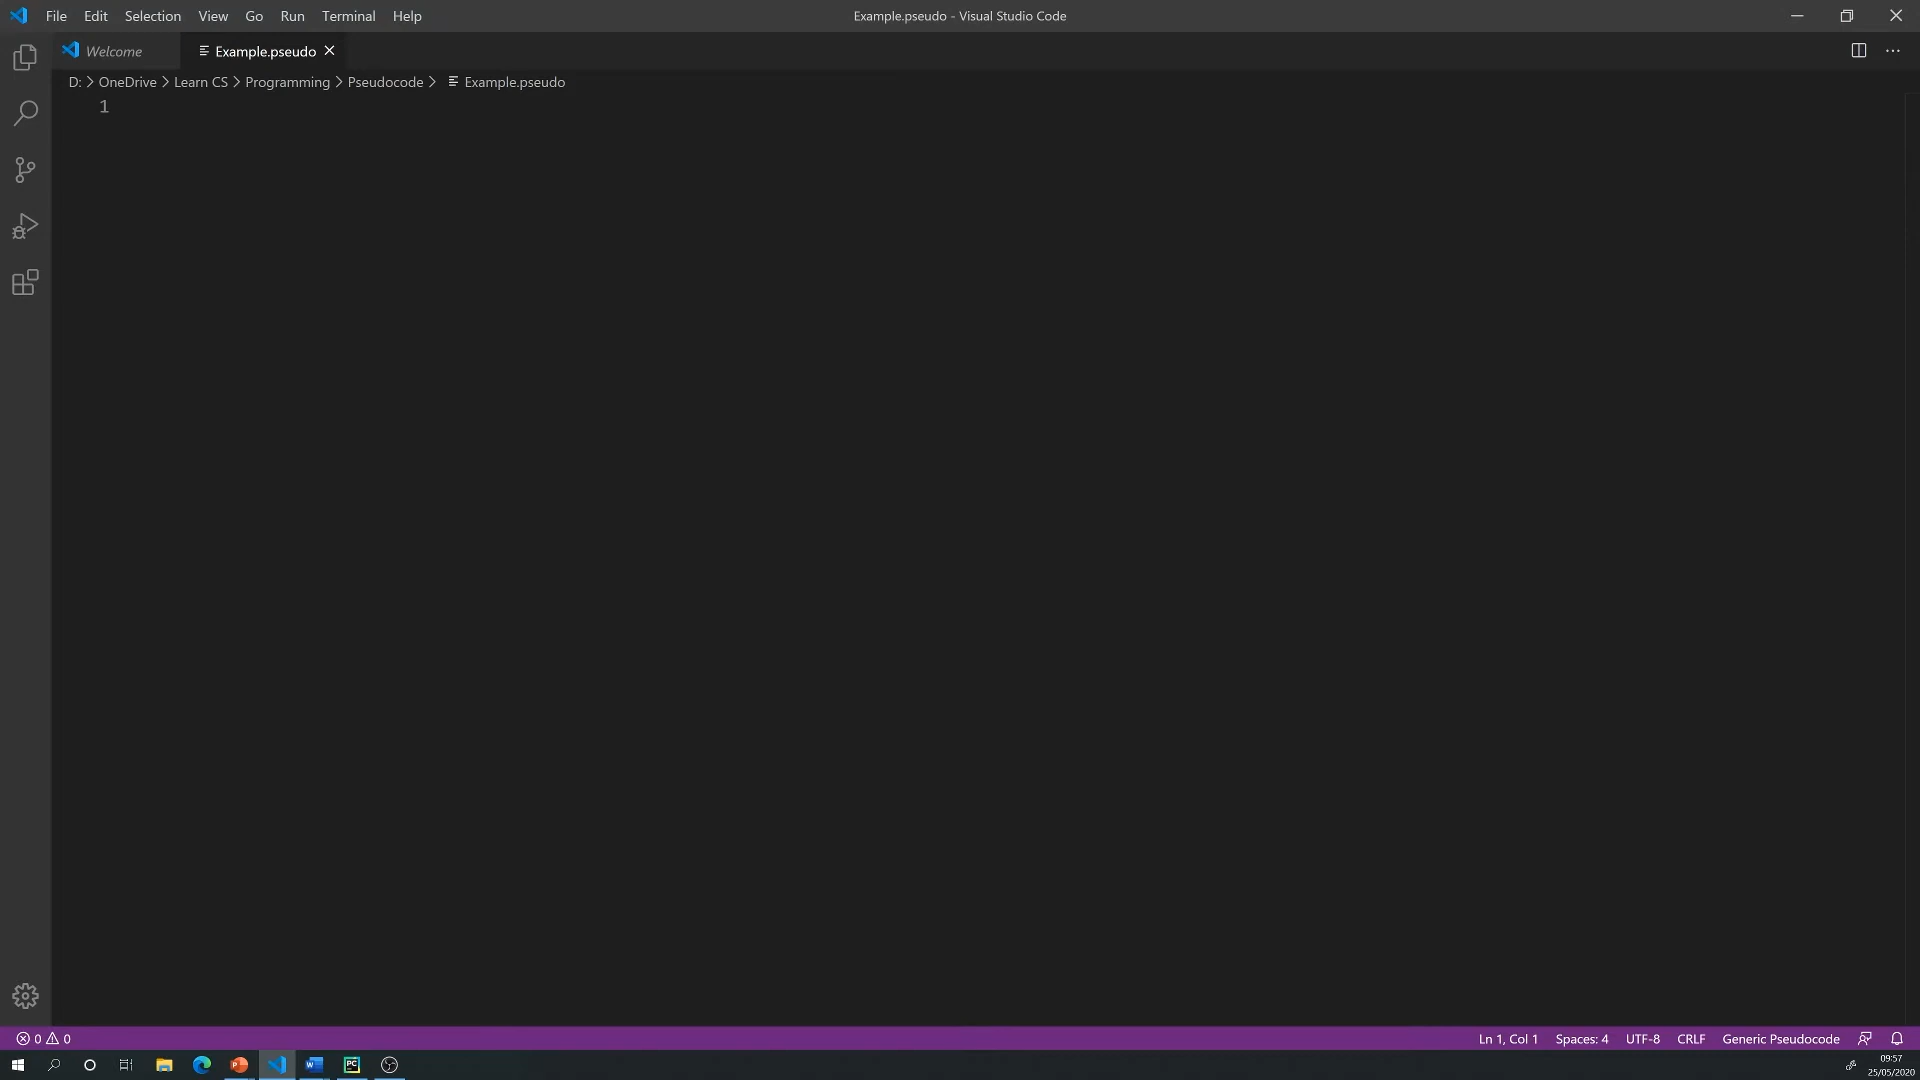 File Edit Selection View Go Run Terminal Help
Example.pseudo - Visual Studio Code
Welcome
Example.pseudo
D: > OneDrive > Learn CS > Programming > Pseudocode > Example.pseudo
1
0 0
Ln 1, Col 1
Spaces: 4
UTF-8
CRLF
Generic Pseudocode
09:57
25/05/2020